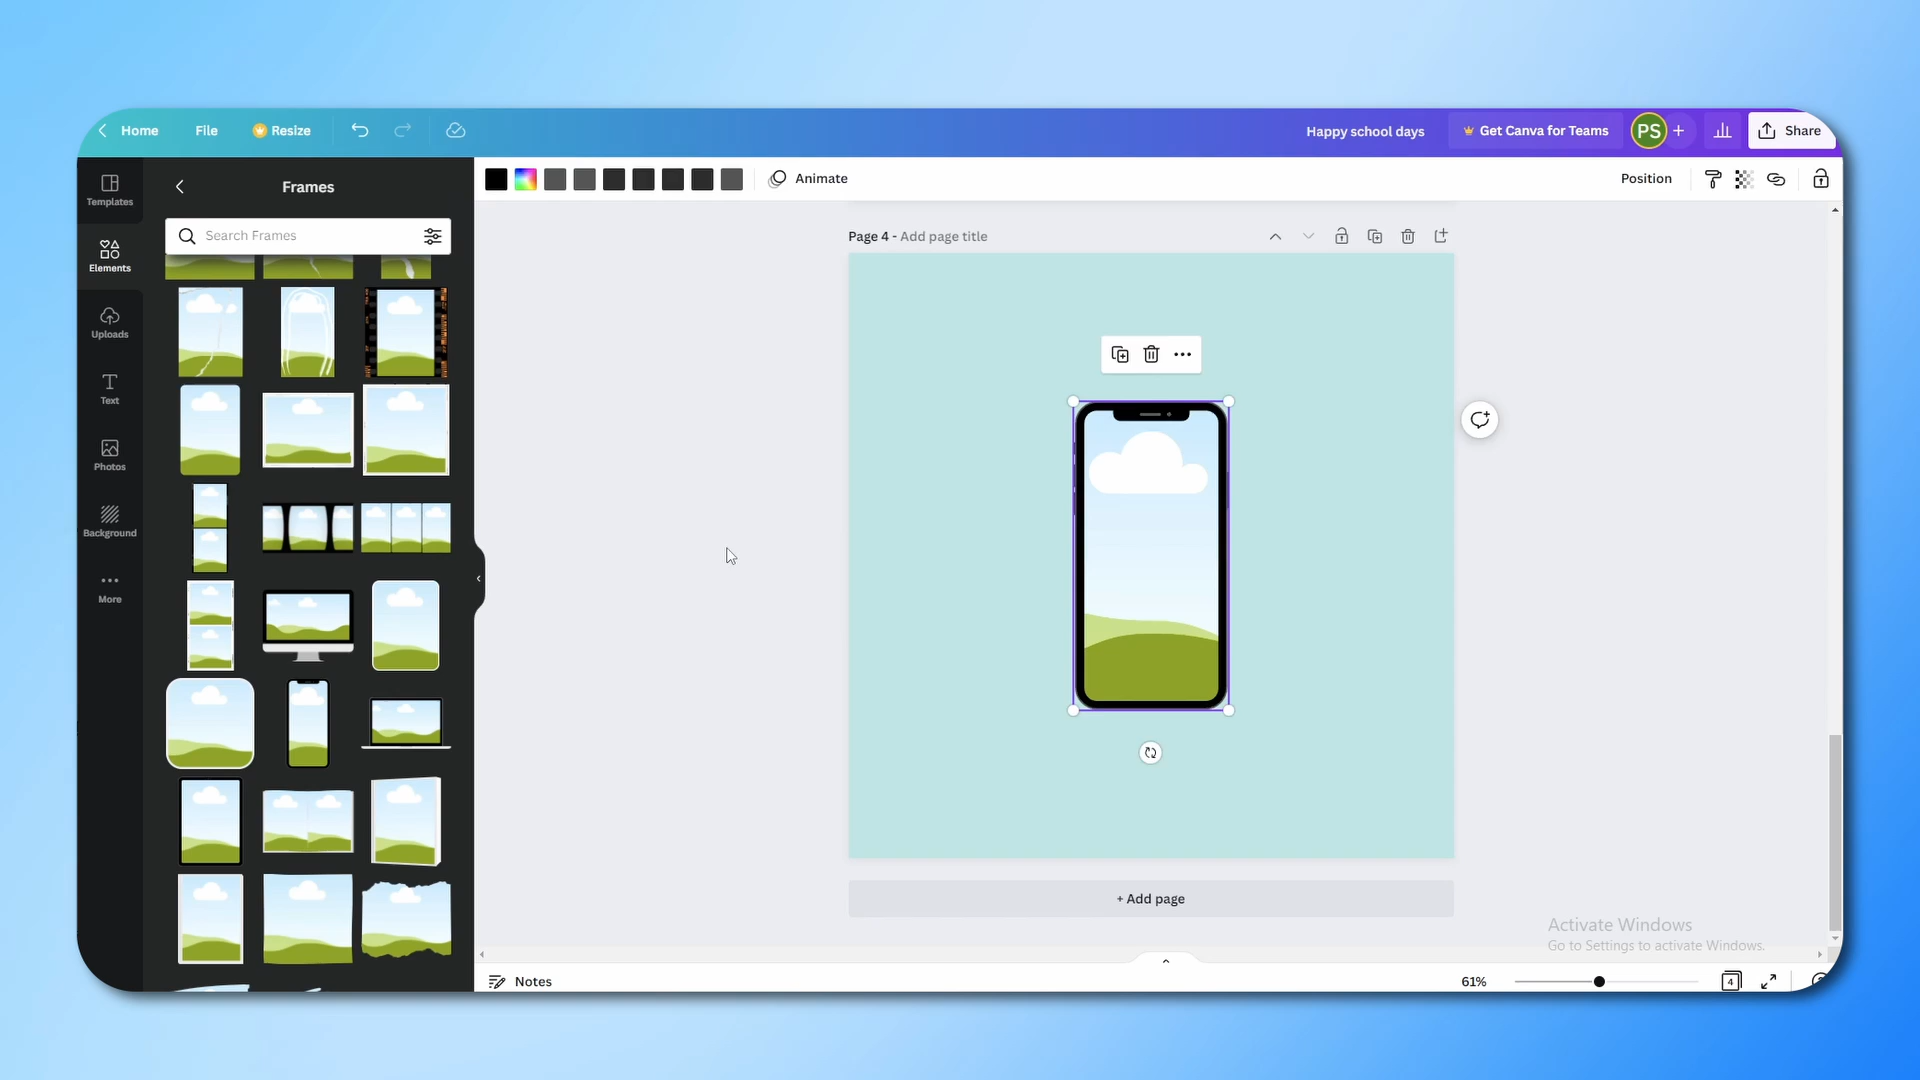 Home
File
Resize
Happy school days
Get Canva for Teams
PS
Share
Templates
Elements
Uploads
Text
Photos
Background
More
Frames
Search Frames
Animate
Position
Page 4 - Add page title
+ Add page
Activate Windows
Go to Settings to activate Windows.
Notes
61%
4